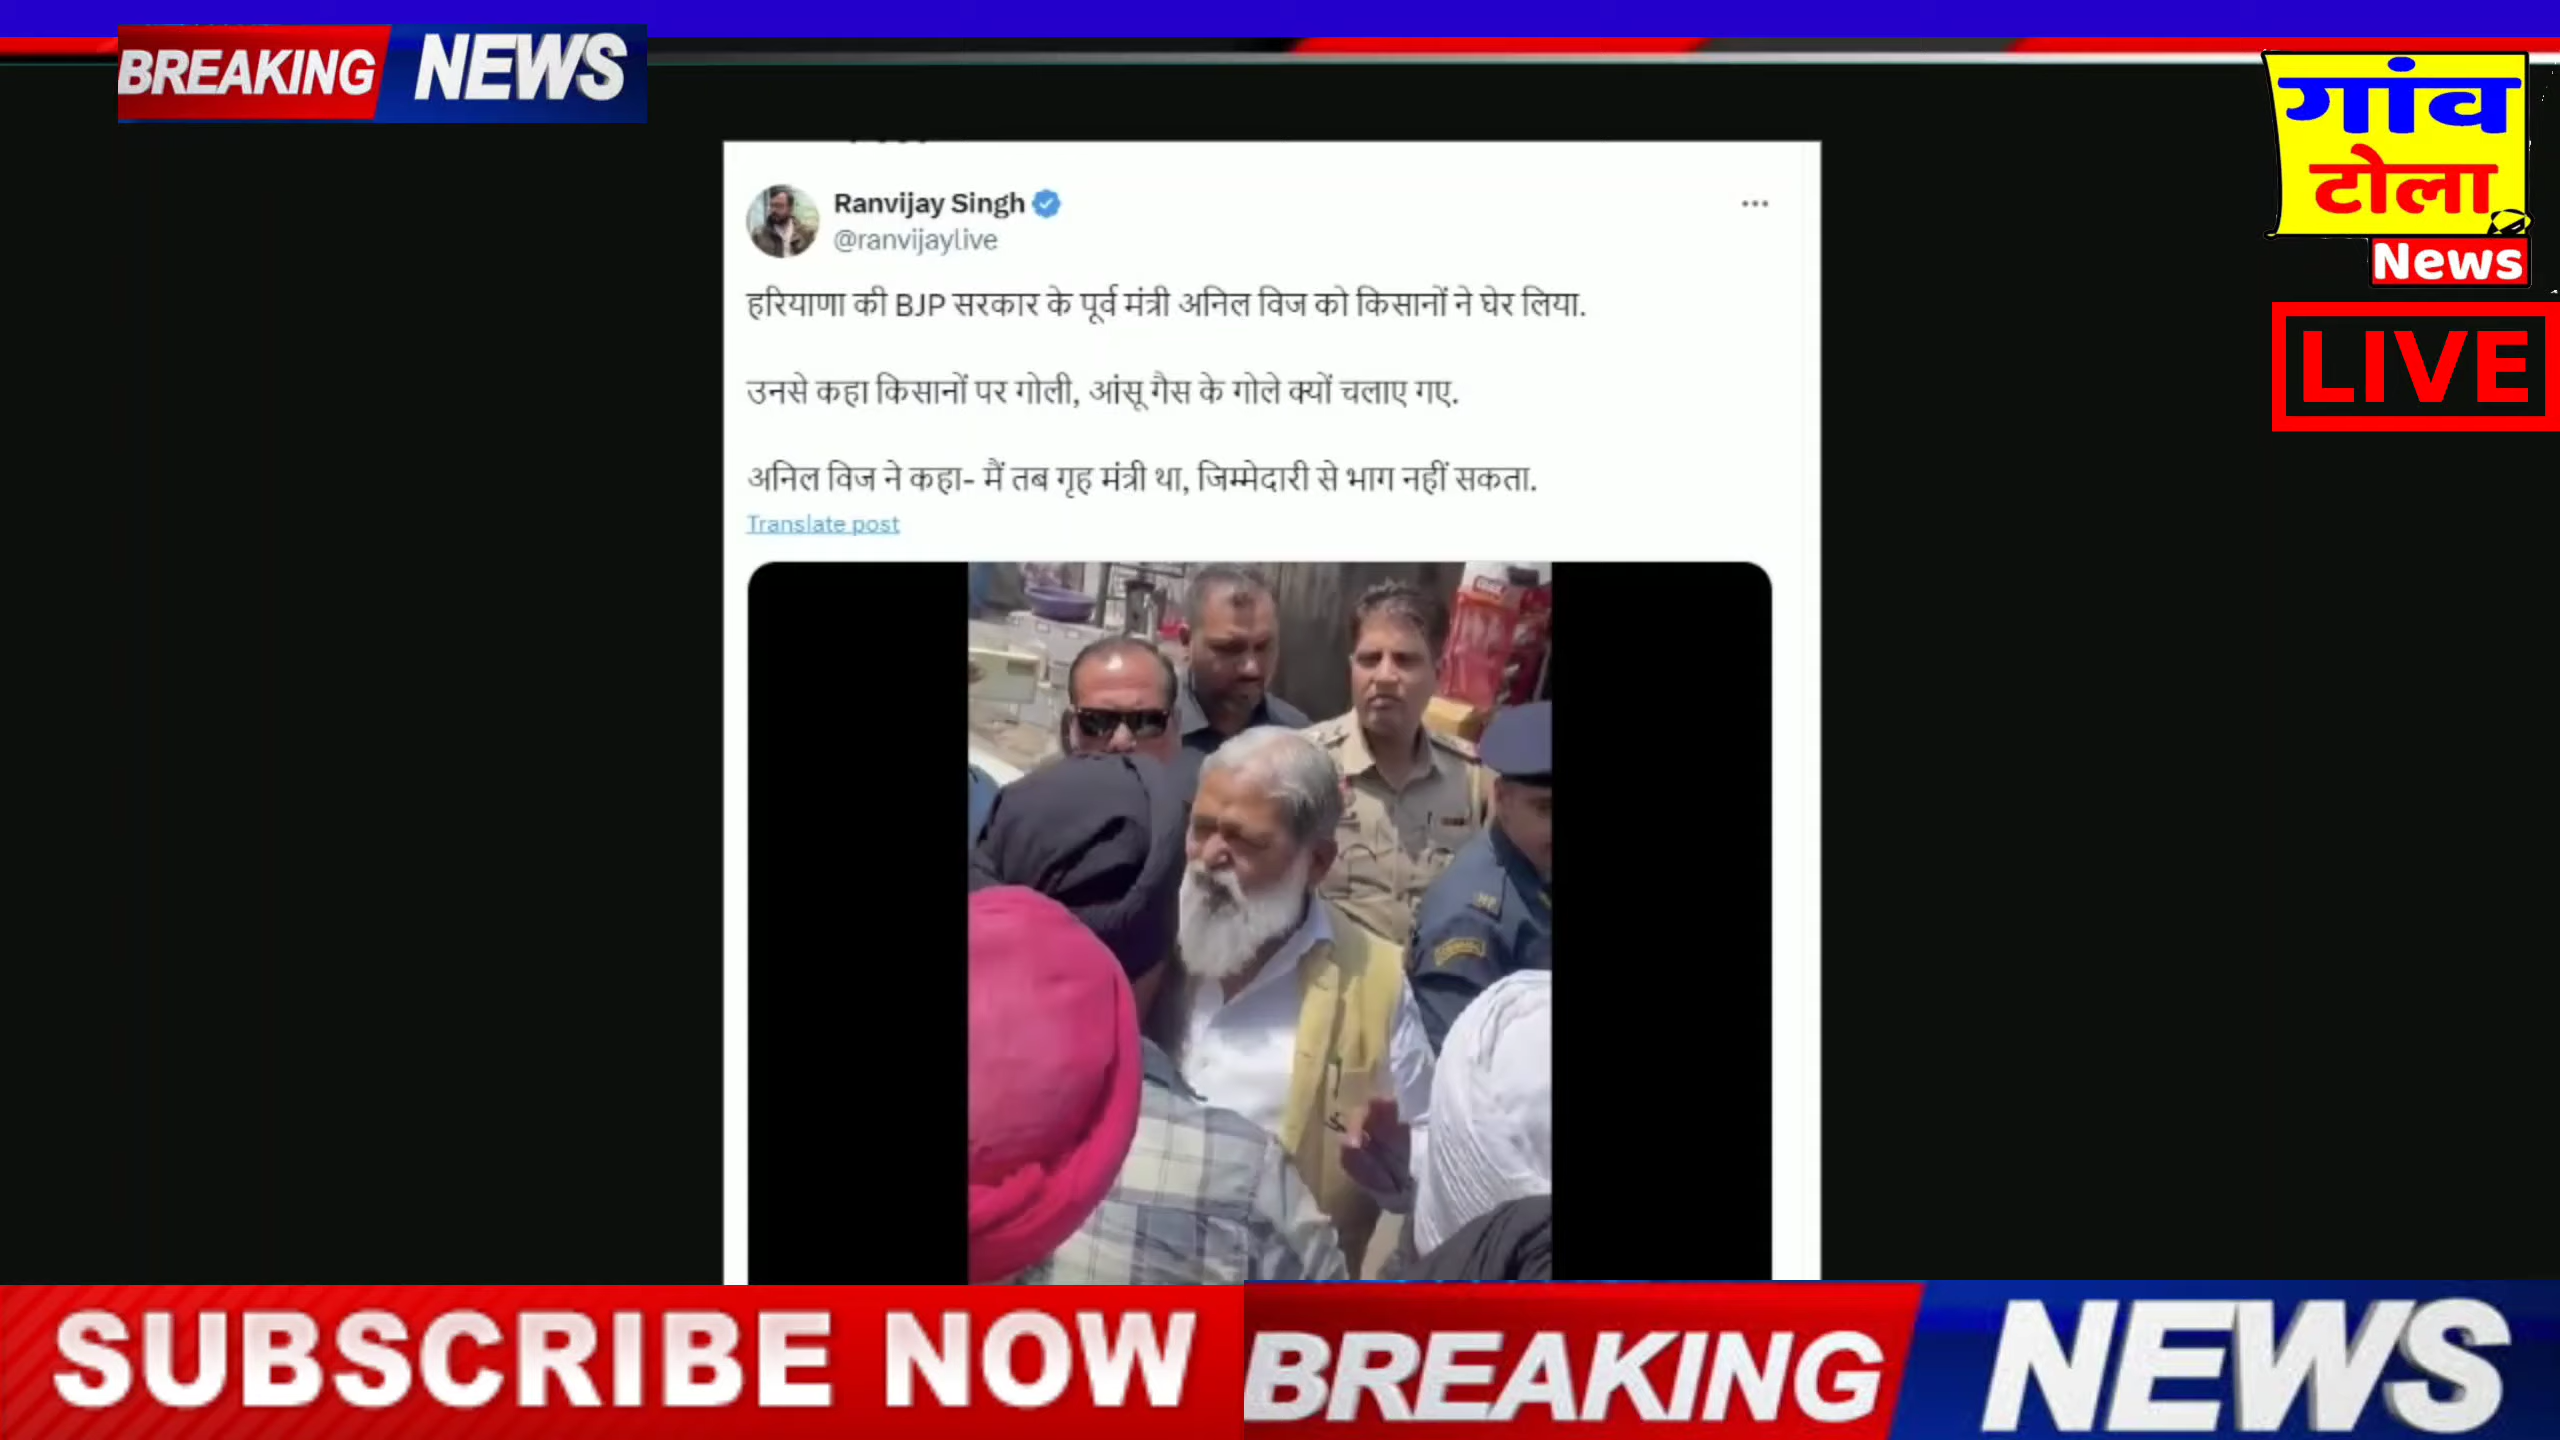 BREAKING NEWS
गांव
टोला
News
LIVE
Ranvijay Singh
@ranvijaylive
हरियाणा की BJP सरकार के पूर्व मंत्री अनिल विज को किसानों ने घेर लिया.
उनसे कहा किसानों पर गोली, आंसू गैस के गोले क्यों चलाए गए.
अनिल विज ने कहा- मैं तब गृह मंत्री था, जिम्मेदारी से भाग नहीं सकता.
Translate post
SUBSCRIBE NOW
BREAKING NEWS